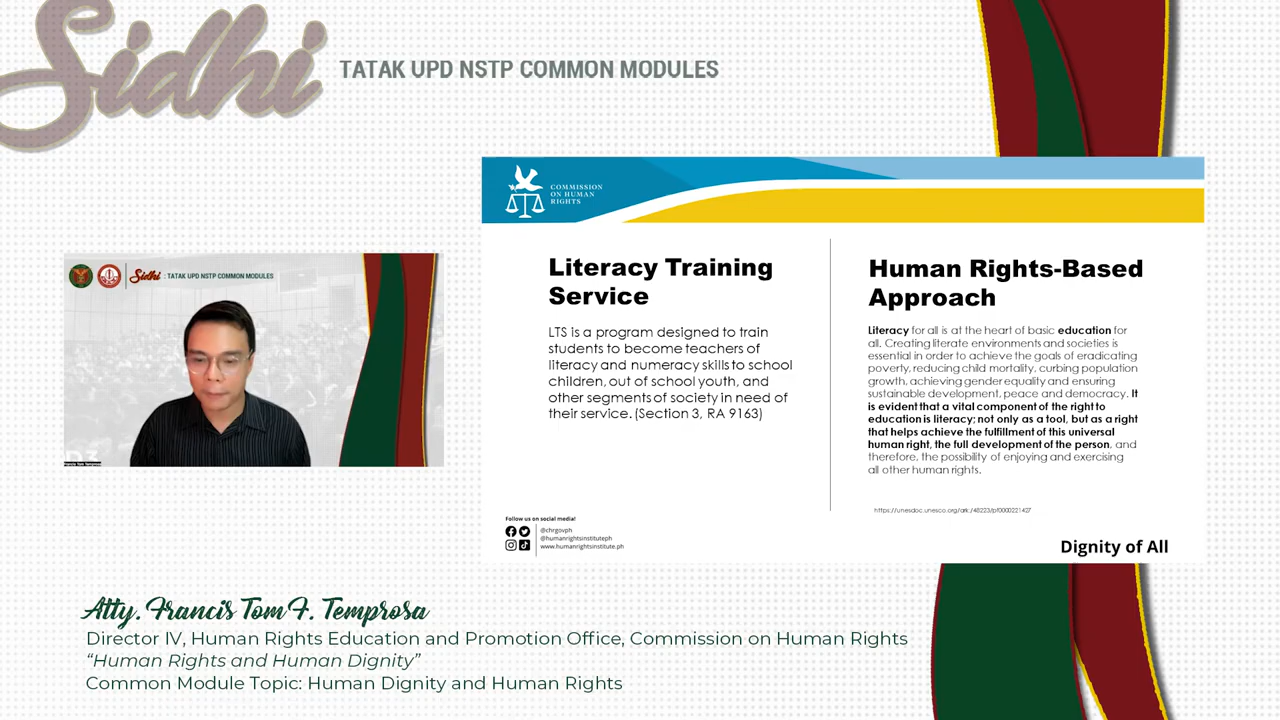 Sidhi
TATAK UPD NSTP COMMON MODULES
COMMISSION
ON HUMAN
RIGHTS
Sidhi : TATAK UPD NSTP COMMON MODULES
Francis Tom Temprosa
Literacy Training
Service
LTS is a program designed to train
students to become teachers of
literacy and numeracy skills to school
children, out of school youth, and
other segments of society in need of
their service. (Section 3, RA 9163)
Human Rights-Based
Approach
Literacy for all is at the heart of basic education for
all. Creating literate environments and societies is
essential in order to achieve the goals of eradicating
poverty, reducing child mortality, curbing population
growth, achieving gender equality and ensuring
sustainable development, peace and democracy. It
is evident that a vital component of the right to
education is literacy; not only as a tool, but as a right
that helps achieve the fulfillment of this universal
human right, the full development of the person, and
therefore, the possibility of enjoying and exercising
all other human rights.
https://unesdoc.unesco.org/ark:/48223/pf0000221427
Follow us on social media!
@chrgovph
@humanrightsinstituteph
www.humanrightsinstitute.ph
Dignity of All
Atty. Francis Tom F. Temprosa
Director IV, Human Rights Education and Promotion Office, Commission on Human Rights
“Human Rights and Human Dignity”
Common Module Topic: Human Dignity and Human Rights